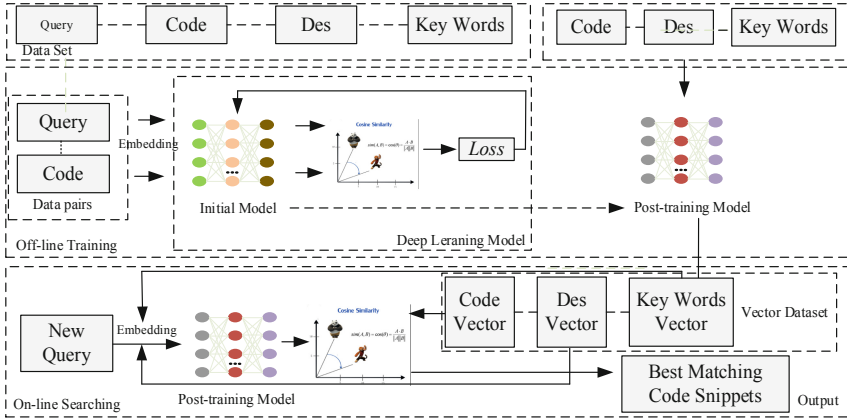 Query
Code
Des
Key Words
Data Set
Code
Des
Key Words
Query
Code
Data pairs
Embedding
Initial Model
Cosine Similarity
Loss
Deep Leraning Model
Post-training Model
Off-line Training
New
Query
Embedding
Post-training Model
Cosine Similarity
Code
Vector
Des
Vector
Key Words
Vector
Vector Dataset
Best Matching
Code Snippets
On-line Searching
Output